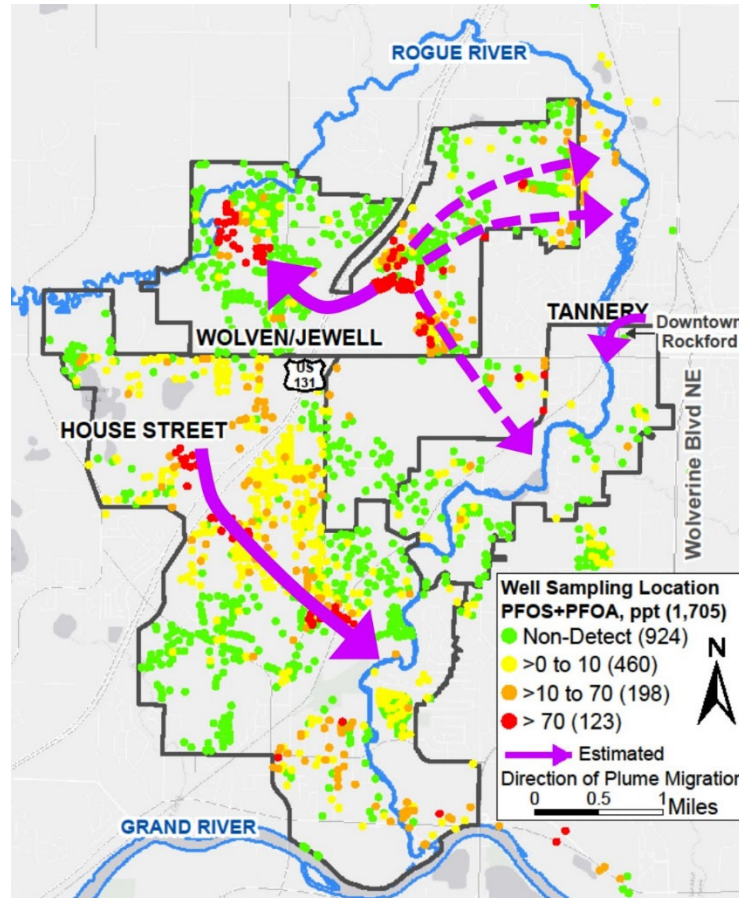 ROGUE RIVER
TANNERY
Downtown
Rockford
WOLVEN/JEWELL
US
131
HOUSE STREET
Wolverine Blvd NE
Well Sampling Location
PFOS+PFOA, ppt (1,705)
Non-Detect (924)
>0 to 10 (460)
>10 to 70 (198)
> 70 (123)
N
Estimated
Direction of Plume Migration
0 0.5 1
Miles
GRAND RIVER